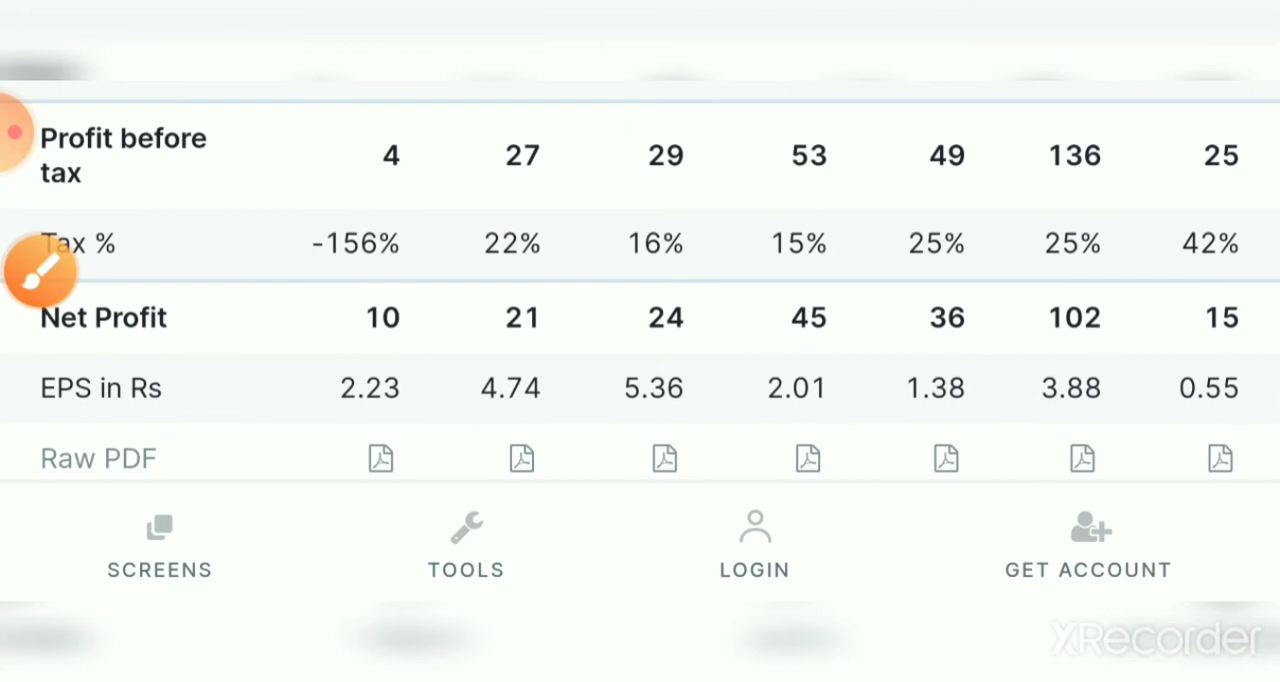 Profit before tax 4 27 29 53 49 136 25
Tax % -156% 22% 16% 15% 25% 25% 42%
Net Profit 10 21 24 45 36 102 15
EPS in Rs 2.23 4.74 5.36 2.01 1.38 3.88 0.55
Raw PDF
SCREENS TOOLS LOGIN GET ACCOUNT
XRecorder